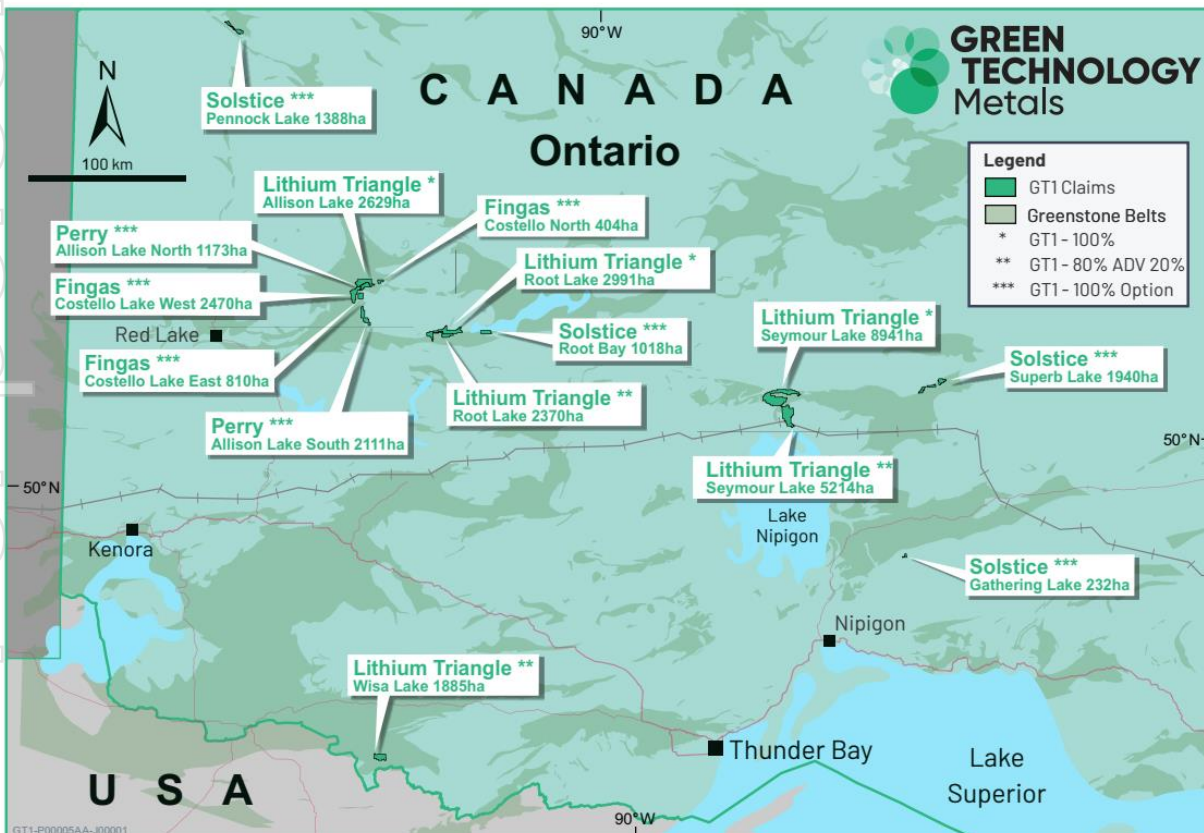 90°W
GREEN
TECHNOLOGY
Metals
CANADA
Ontario
N
100 km
Solstice ***
Pennock Lake 1388ha
Legend
GT1 Claims
Greenstone Belts
* GT1 - 100%
** GT1 - 80% ADV 20%
*** GT1 - 100% Option
Lithium Triangle *
Allison Lake 2629ha
Fingas ***
Costello North 404ha
Perry ***
Allison Lake North 1173ha
Lithium Triangle *
Root Lake 2991ha
Fingas ***
Costello Lake West 2470ha
Red Lake
Solstice ***
Root Bay 1018ha
Lithium Triangle *
Seymour Lake 8941ha
Fingas ***
Costello Lake East 810ha
Solstice ***
Superb Lake 1940ha
Lithium Triangle **
Root Lake 2370ha
Perry ***
Allison Lake South 2111ha
50°N
Lithium Triangle **
Seymour Lake 5214ha
50°N
Lake
Nipigon
Kenora
Solstice ***
Gathering Lake 232ha
Nipigon
Lithium Triangle **
Wisa Lake 1885ha
Thunder Bay
Lake
Superior
USA
90°W
GT1-P00005AA-J00001